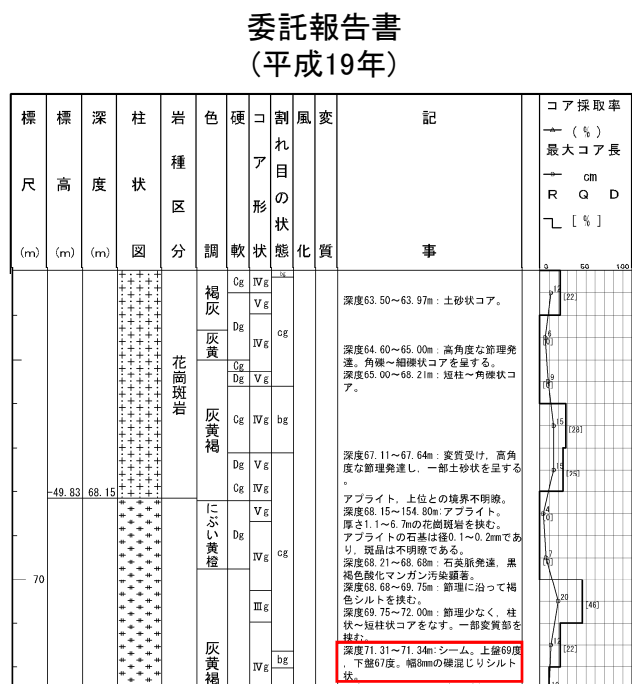 委託報告書
(平成19年)
標尺(m)
標高(m)
深度(m)
柱状図
岩種区分
色調
硬軟
コア形状
割れ目の状態
風化
変質
記事
コア採取率
(%)
最大コア長
cm
R Q D
[%]
0 50 100
褐灰
灰黄
灰黄褐
にぶい黄橙
灰黄褐
花崗斑岩
Cg
Dg
Cg
Dg
Cg
Dg
Cg
Dg
Ⅳg
Ⅴg
Ⅳg
Ⅴg
Ⅳg
Ⅴg
Ⅳg
Ⅴg
Ⅳg
Ⅲg
Ⅳg
cg
bg
cg
bg
深度63.50~63.97m:土砂状コア。
深度64.60~65.00m:高角度な節理発
達。角礫~細礫状コアを呈する。
深度65.00~68.21m:短柱~角礫状コ
ア。
深度67.11~67.64m:変質受け、高角
度な節理発達し、一部土砂状を呈する
。
アプライト、上位との境界不明瞭。
深度68.15~154.80m:アプライト。
厚さ1.1~6.7mの花崗斑岩を挟む。
アプライトの石基は径0.1~0.2mmであ
り、斑晶は不明瞭である。
深度68.21~68.68m:石英脈発達、黒
褐色酸化マンガン汚染顕著。
深度68.68~69.75m:節理に沿って褐
色シルトを挟む。
深度69.75~72.00m:節理少なく、柱
状~短柱状コアをなす。一部変質部を
挟む。
深度71.31~71.34m:シーム。上盤69度
、下盤67度。幅8mmの礫混じりシルト
状。
-49.83 68.15
70
12
[22]
6
[0]
9
[0]
15
[28]
[25]
4
[0]
7
[0]
20
[46]
12
[22]